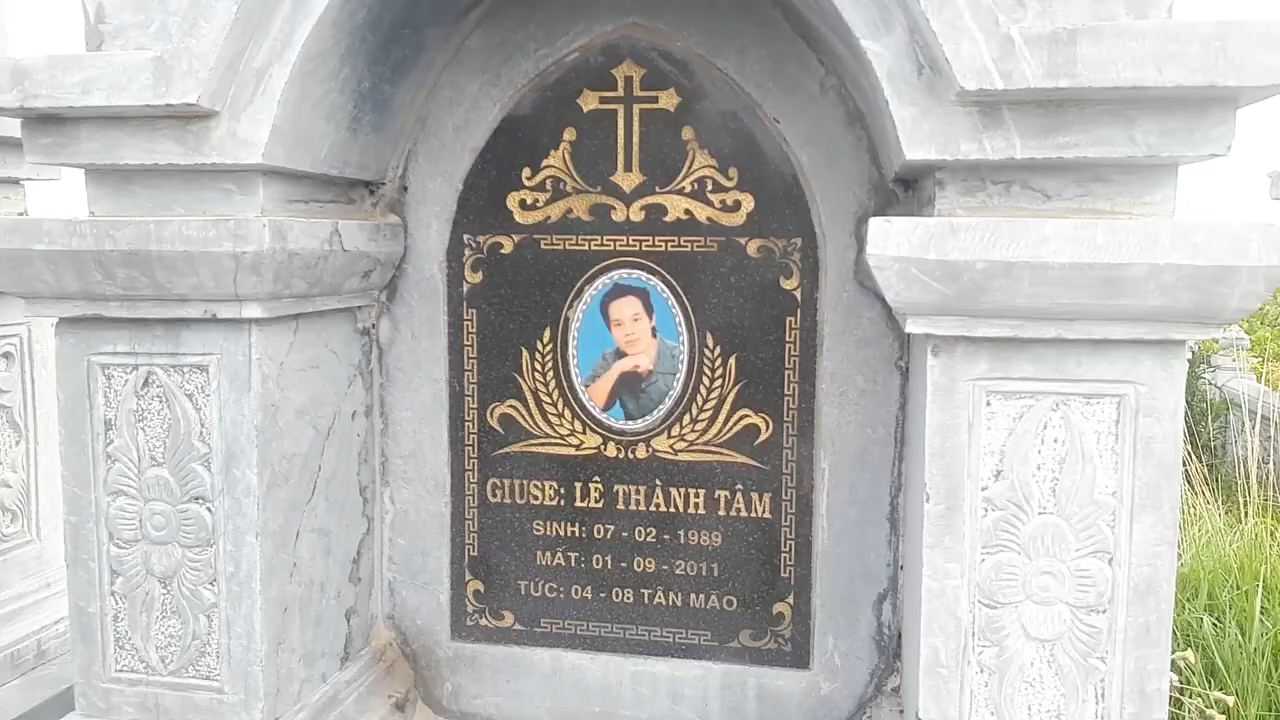 GIUSE: LÊ THÀNH TÂM
SINH: 07 - 02 - 1989
MẤT: 01 - 09 - 2011
TỨC: 04 - 08 TÂN MÃO